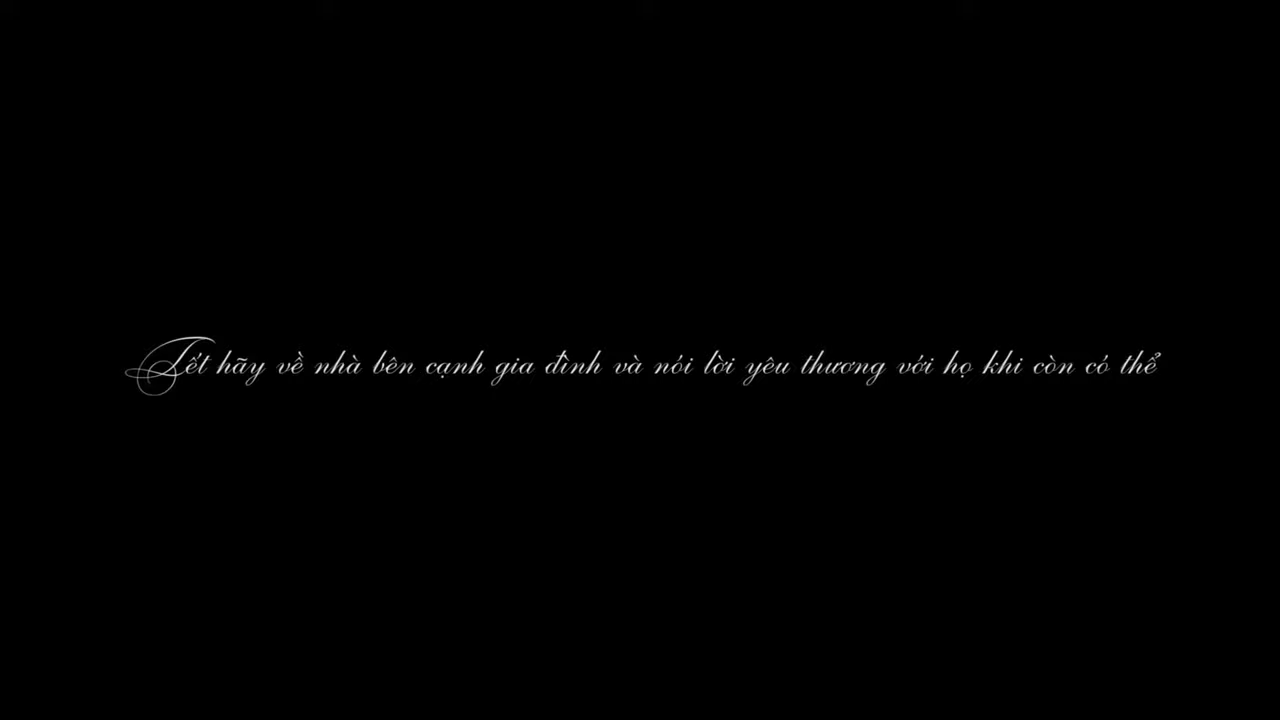 Tết hãy về nhà bên cạnh gia đình và nói lời yêu thương với họ khi còn có thể